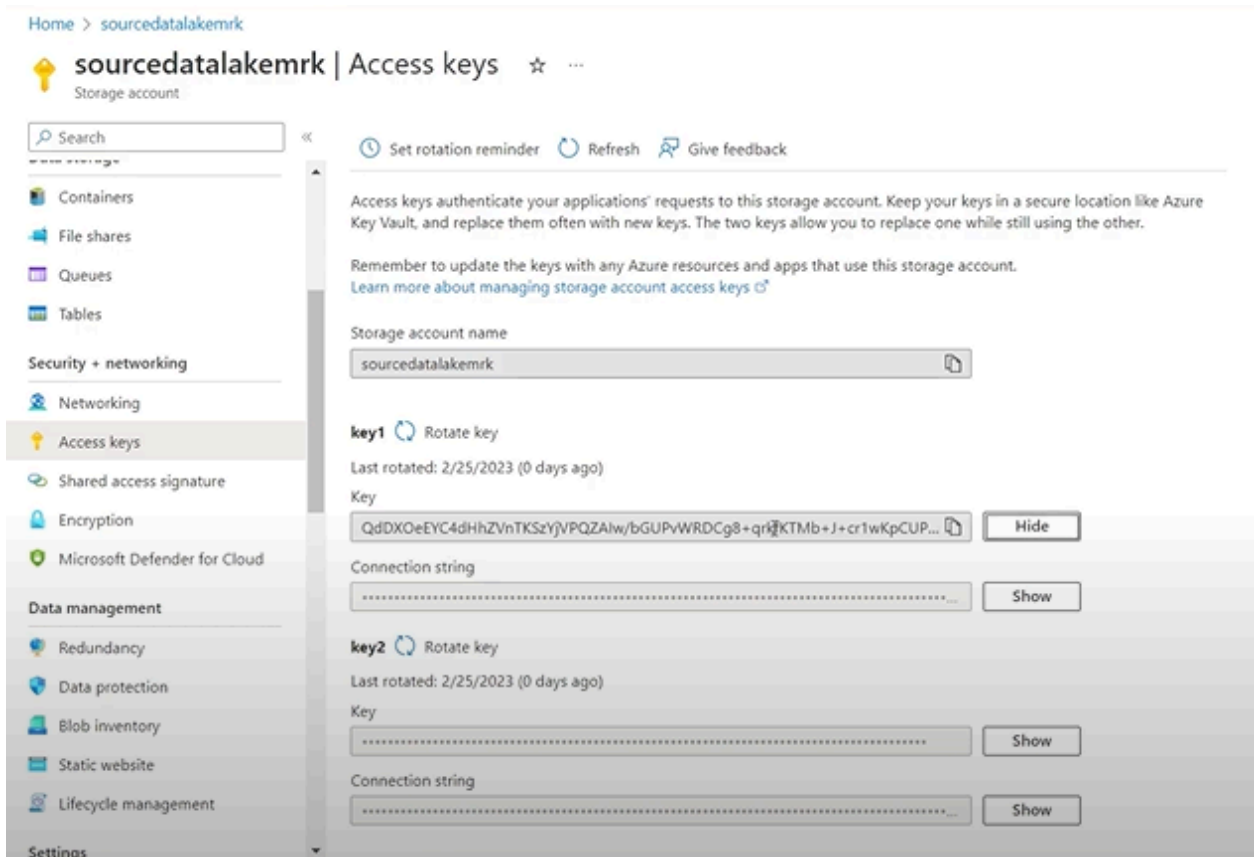 Home > sourcedatalakemrk
sourcedatalakemrk | Access keys
Storage account
Search
Data storage
Containers
File shares
Queues
Tables
Security + networking
Networking
Access keys
Shared access signature
Encryption
Microsoft Defender for Cloud
Data management
Redundancy
Data protection
Blob inventory
Static website
Lifecycle management
Settings
Set rotation reminder Refresh Give feedback
Access keys authenticate your applications' requests to this storage account. Keep your keys in a secure location like Azure
Key Vault, and replace them often with new keys. The two keys allow you to replace one while still using the other.
Remember to update the keys with any Azure resources and apps that use this storage account.
Learn more about managing storage account access keys
Storage account name
sourcedatalakemrk
key1 Rotate key
Last rotated: 2/25/2023 (0 days ago)
Key
Hide
Connection string
Show
key2 Rotate key
Last rotated: 2/25/2023 (0 days ago)
Key
Show
Connection string
Show